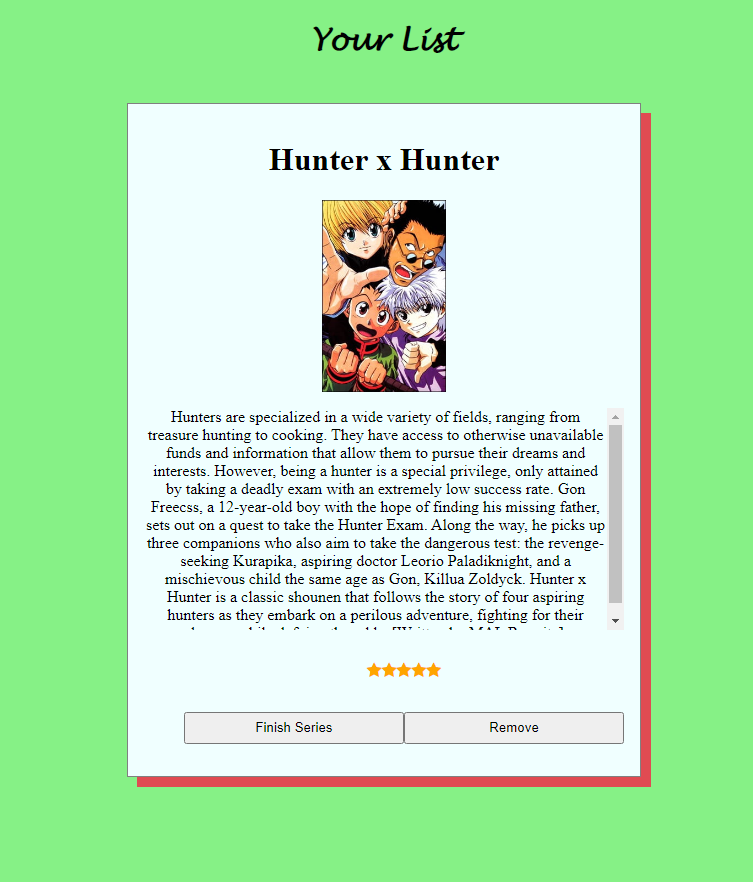 Your List
Hunter x Hunter
Hunters are specialized in a wide variety of fields, ranging from
treasure hunting to cooking. They have access to otherwise unavailable
funds and information that allow them to pursue their dreams and
interests. However, being a hunter is a special privilege, only attained
by taking a deadly exam with an extremely low success rate. Gon
Freecss, a 12-year-old boy with the hope of finding his missing father,
sets out on a quest to take the Hunter Exam. Along the way, he picks up
three companions who also aim to take the dangerous test: the revenge-
seeking Kurapika, aspiring doctor Leorio Paladiknight, and a
mischievous child the same age as Gon, Killua Zoldyck. Hunter x
Hunter is a classic shounen that follows the story of four aspiring
hunters as they embark on a perilous adventure, fighting for their
Finish Series
Remove